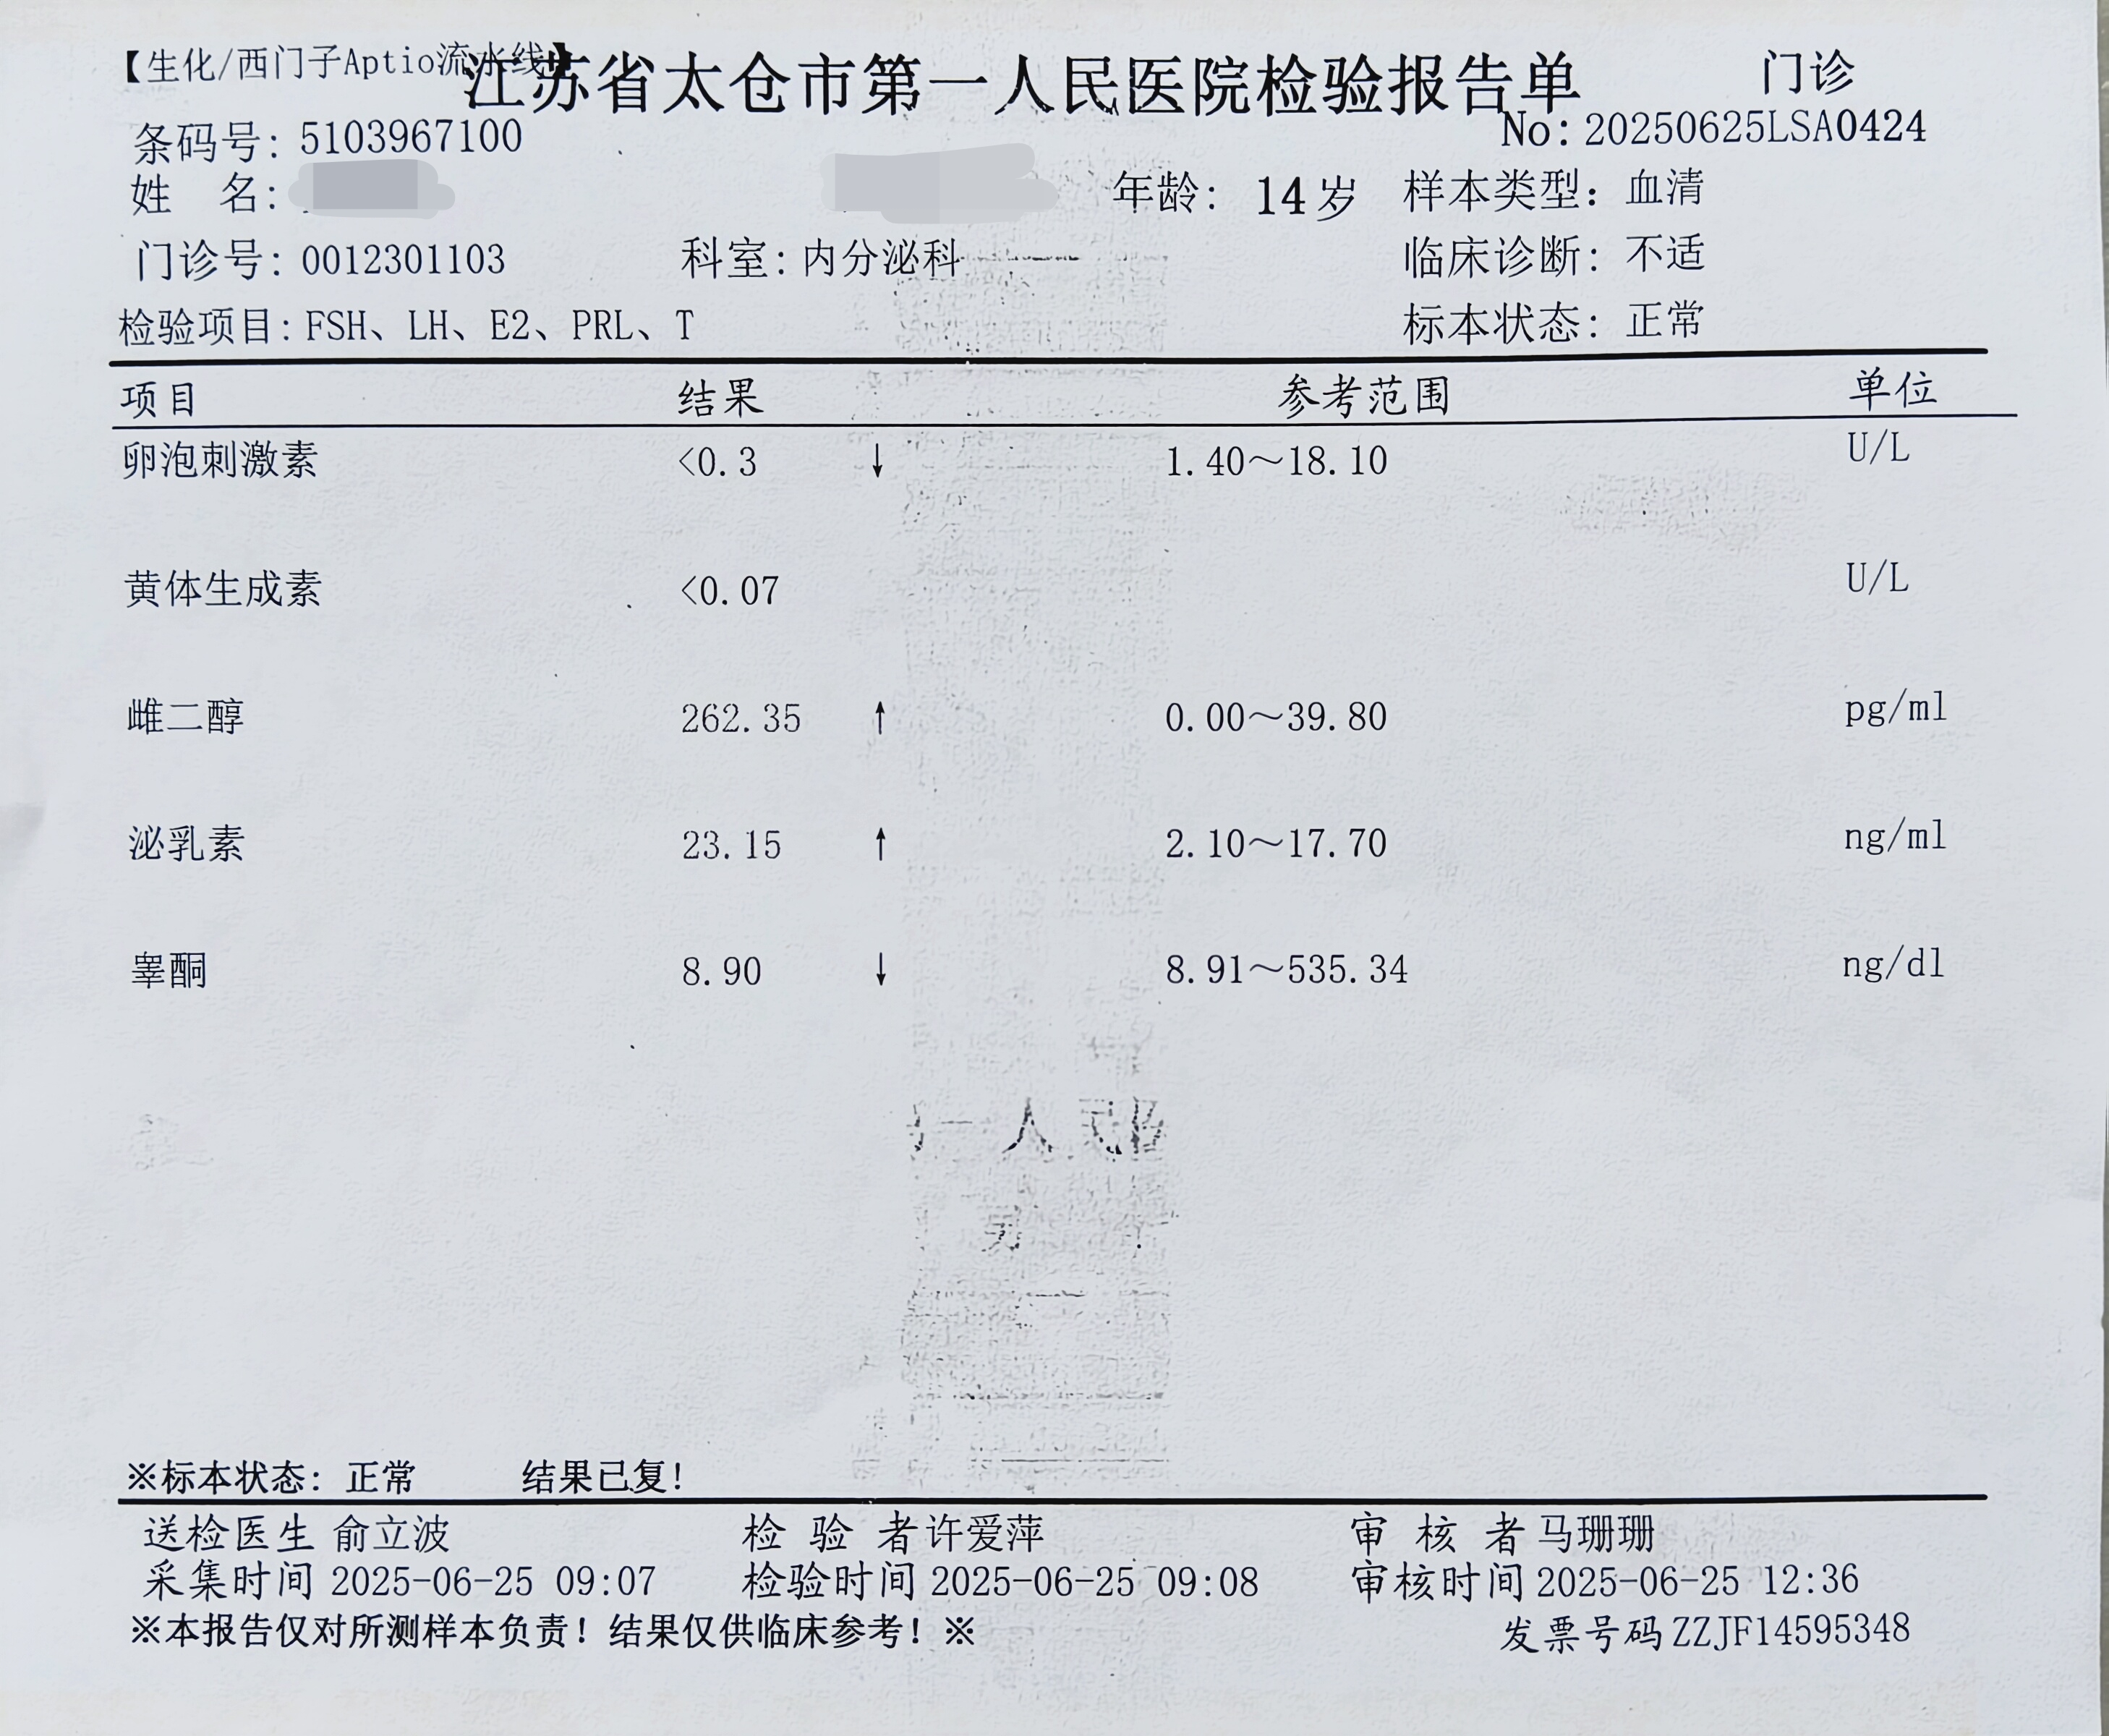 【生化/西门子Aptio流水线】
江苏省太仓市第一人民医院检验报告单 门诊
条码号: 5103967100 No: 20250625LSA0424
姓 名: 年龄: 14岁 样本类型: 血清
门诊号: 0012301103 科室: 内分泌科 临床诊断: 不适
检验项目: FSH、LH、E2、PRL、T 标本状态: 正常
项目 结果 参考范围 单位
卵泡刺激素 <0.3 ↓ 1.40～18.10 U/L
黄体生成素 <0.07 U/L
雌二醇 262.35 ↑ 0.00～39.80 pg/ml
泌乳素 23.15 ↑ 2.10～17.70 ng/ml
睾酮 8.90 ↓ 8.91～535.34 ng/dl
一人民
※标本状态: 正常 结果已复!
送检医生 俞立波 检验者 许爱萍 审核者 马珊珊
采集时间 2025-06-25 09:07 检验时间 2025-06-25 09:08 审核时间 2025-06-25 12:36
※本报告仅对所测样本负责! 结果仅供临床参考! ※ 发票号码 ZZJF14595348